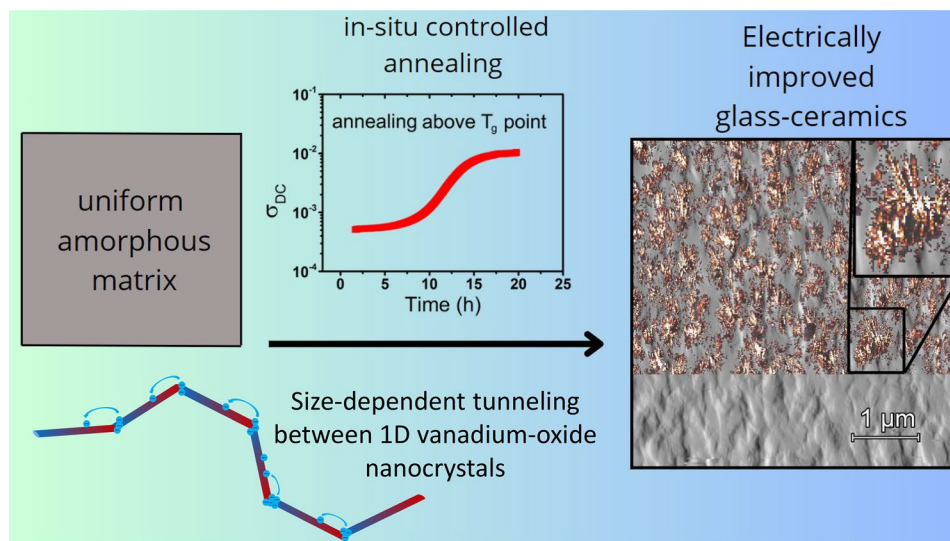 in-situ controlled
annealing
Electrically
improved
glass-ceramics
uniform
amorphous
matrix
annealing above Tg point
σDC
10-1
10-2
10-3
10-4
0 5 10 15 20 25
Time (h)
Size-dependent tunneling
between 1D vanadium-oxide
nanocrystals
1 μm